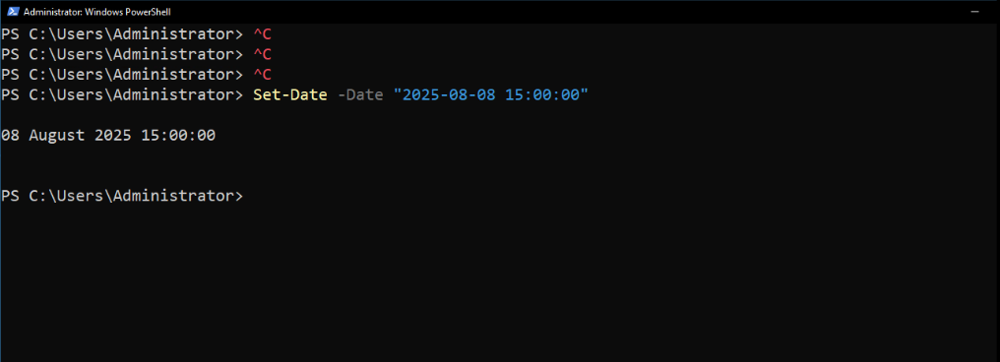 Administrator: Windows PowerShell
PS C:\Users\Administrator> ^C
PS C:\Users\Administrator> ^C
PS C:\Users\Administrator> ^C
PS C:\Users\Administrator> Set-Date -Date "2025-08-08 15:00:00"
08 August 2025 15:00:00
PS C:\Users\Administrator>